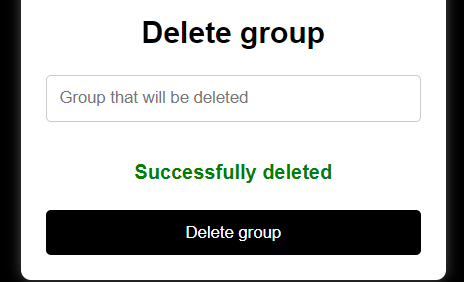 Delete group
Group that will be deleted
Successfully deleted
Delete group